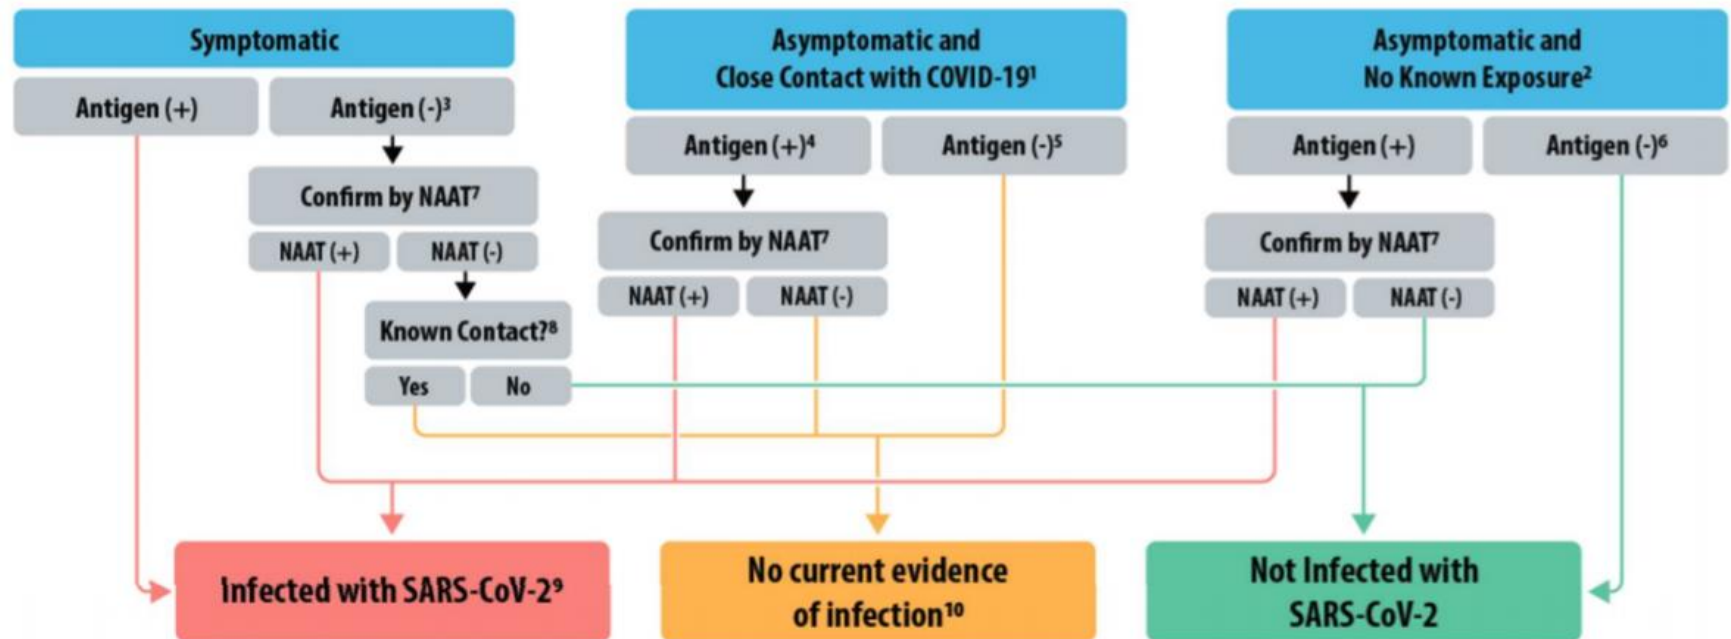 Symptomatic
Antigen (+)
Antigen (-)³
Confirm by NAAT⁷
NAAT (+)
NAAT (-)
Known Contact?⁸
Yes
No
Asymptomatic and
Close Contact with COVID-19¹
Antigen (+)⁴
Antigen (-)⁵
Confirm by NAAT⁷
NAAT (+)
NAAT (-)
Asymptomatic and
No Known Exposure²
Antigen (+)
Antigen (-)⁶
Confirm by NAAT⁷
NAAT (+)
NAAT (-)
Infected with SARS-CoV-2⁹
No current evidence
of infection¹⁰
Not Infected with
SARS-CoV-2